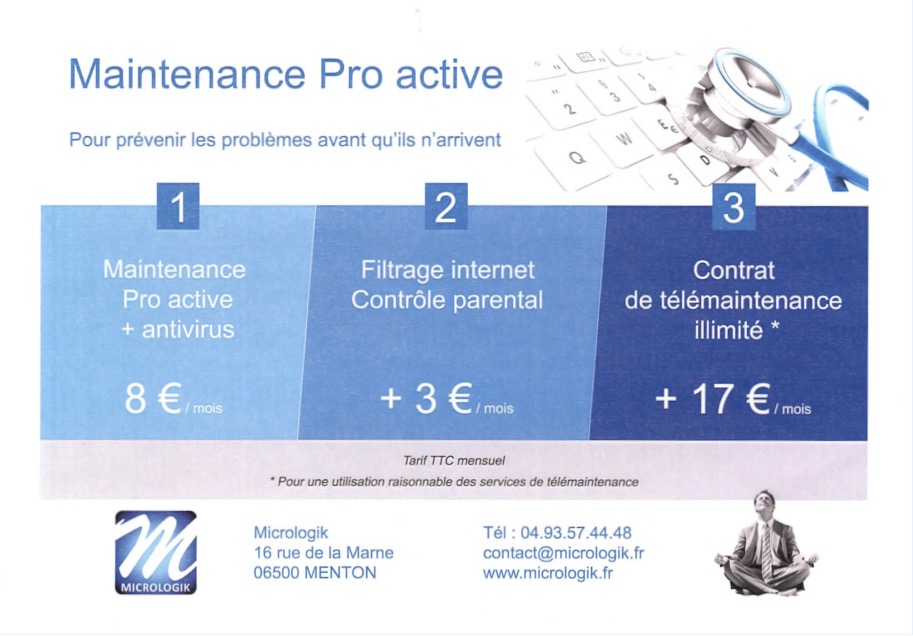 Maintenance Pro active
Pour prévenir les problèmes avant qu'ils n'arrivent
2
3
4
Q
W
S
D
1
Maintenance
Pro active
+ antivirus
8 € / mois
2
Filtrage internet
Contrôle parental
+ 3 € / mois
3
Contrat
de télémaintenance
illimité *
+ 17 € / mois
Tarif TTC mensuel
* Pour une utilisation raisonnable des services de télémaintenance
MICROLOGIK
Micrologik
16 rue de la Marne
06500 MENTON
Tél : 04.93.57.44.48
contact@micrologik.fr
www.micrologik.fr